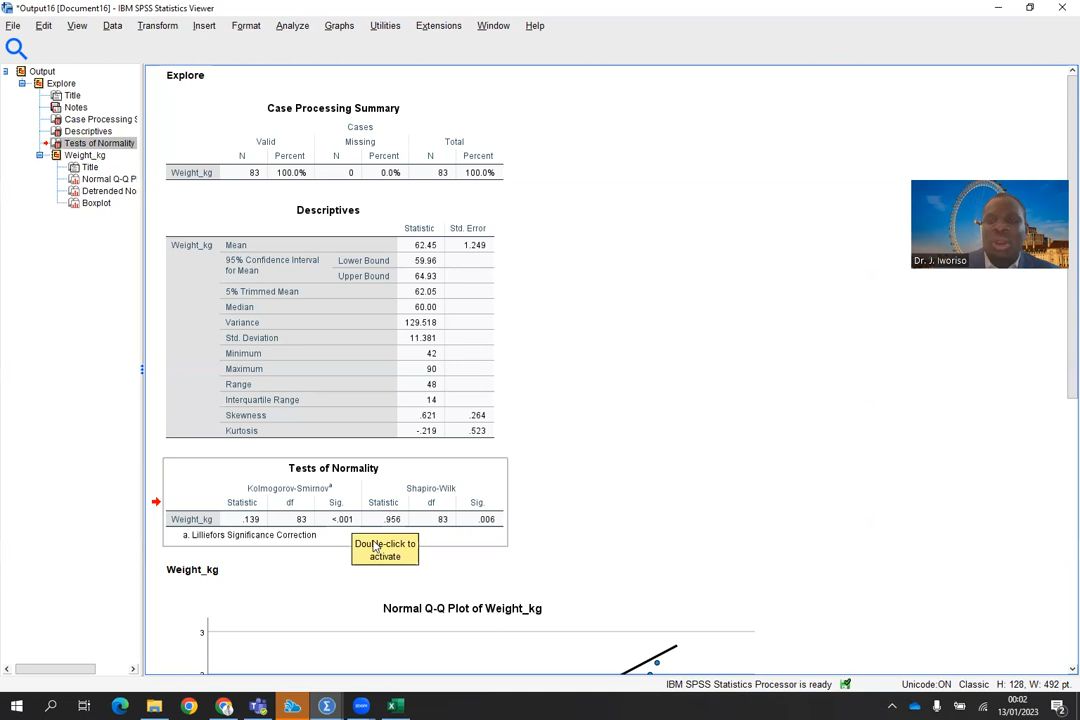 *Output16 [Document16] - IBM SPSS Statistics Viewer
File Edit View Data Transform Insert Format Analyze Graphs Utilities Extensions Window Help
Output
Explore
Title
Notes
Case Processing S
Descriptives
Tests of Normality
Weight_kg
Title
Normal Q-Q P
Detrended No
Boxplot
Explore
Case Processing Summary
Cases
Valid Missing Total
N Percent N Percent N Percent
Weight_kg 83 100.0% 0 0.0% 83 100.0%
Descriptives
Statistic Std. Error
Weight_kg Mean 62.45 1.249
95% Confidence Interval for Mean Lower Bound 59.96
Upper Bound 64.93
5% Trimmed Mean 62.05
Median 60.00
Variance 129.518
Std. Deviation 11.381
Minimum 42
Maximum 90
Range 48
Interquartile Range 14
Skewness .621 .264
Kurtosis -.219 .523
Tests of Normality
Kolmogorov-Smirnov a Shapiro-Wilk
Statistic df Sig. Statistic df Sig.
Weight_kg .139 83 <.001 .956 83 .006
a. Lilliefors Significance Correction
Double-click to
activate
Weight_kg
Normal Q-Q Plot of Weight_kg
3
Dr. J. Iworiso
IBM SPSS Statistics Processor is ready Unicode:ON Classic H: 128, W: 492 pt.
00:02
13/01/2023
2